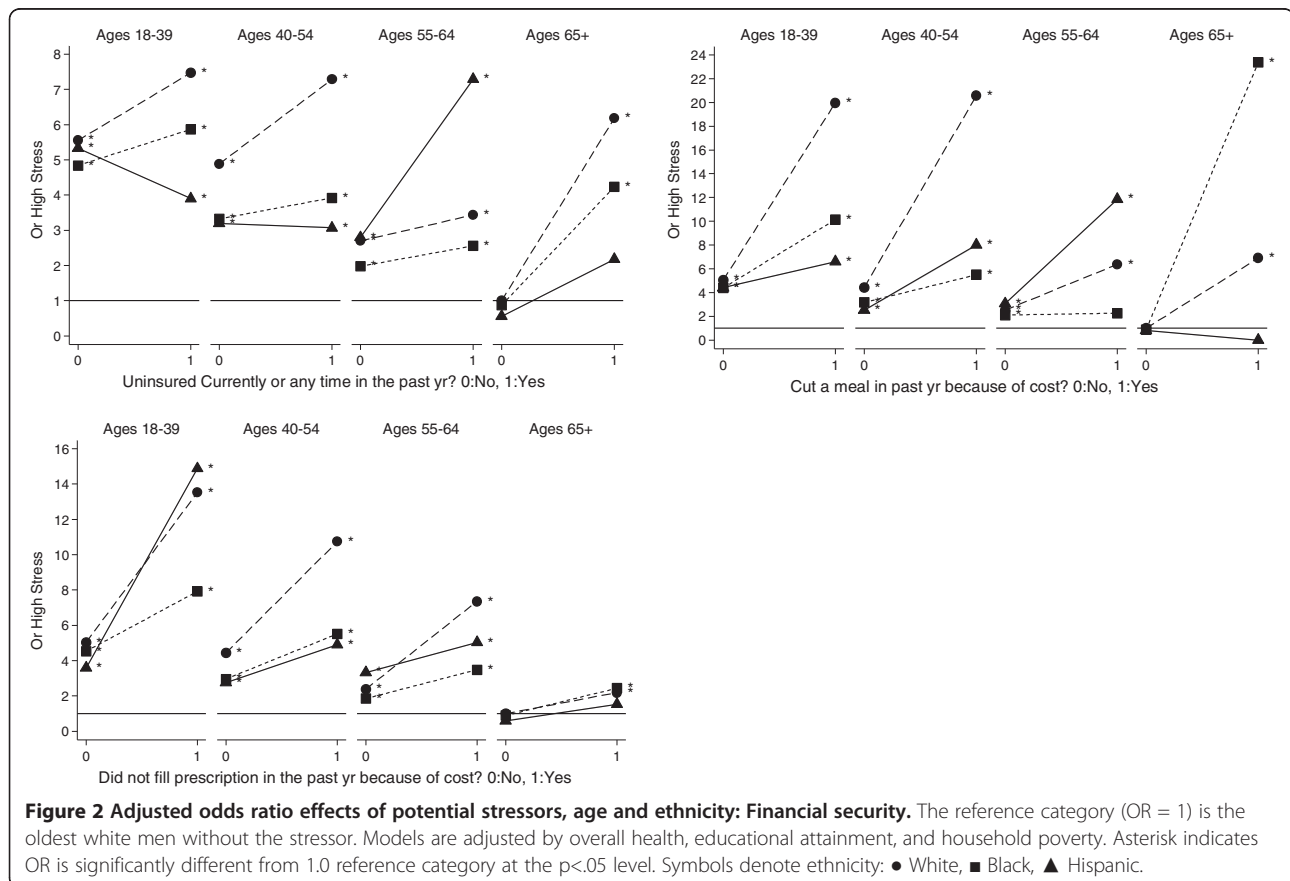 Ages 18-39 Ages 40-54 Ages 55-64 Ages 65+
8
7
6
5
4
3
2
1
0
Or High Stress
* * * * * *
* * * * * *
* * * * * *
* *
0 1 0 1 0 1 0 1
Uninsured Currently or any time in the past yr? 0:No, 1:Yes
Ages 18-39 Ages 40-54 Ages 55-64 Ages 65+
24
22
20
18
16
14
12
10
8
6
4
2
0
Or High Stress
0 1 0 1 0 1 0 1
Cut a meal in past yr because of cost? 0:No, 1:Yes
Ages 18-39 Ages 40-54 Ages 55-64 Ages 65+
16
14
12
10
8
6
4
2
0
Or High Stress
0 1 0 1 0 1 0 1
Did not fill prescription in the past yr because of cost? 0:No, 1:Yes
Figure 2 Adjusted odds ratio effects of potential stressors, age and ethnicity: Financial security. The reference category (OR = 1) is the
oldest white men without the stressor. Models are adjusted by overall health, educational attainment, and household poverty. Asterisk indicates
OR is significantly different from 1.0 reference category at the p<.05 level. Symbols denote ethnicity: ● White, ■ Black, ▲ Hispanic.